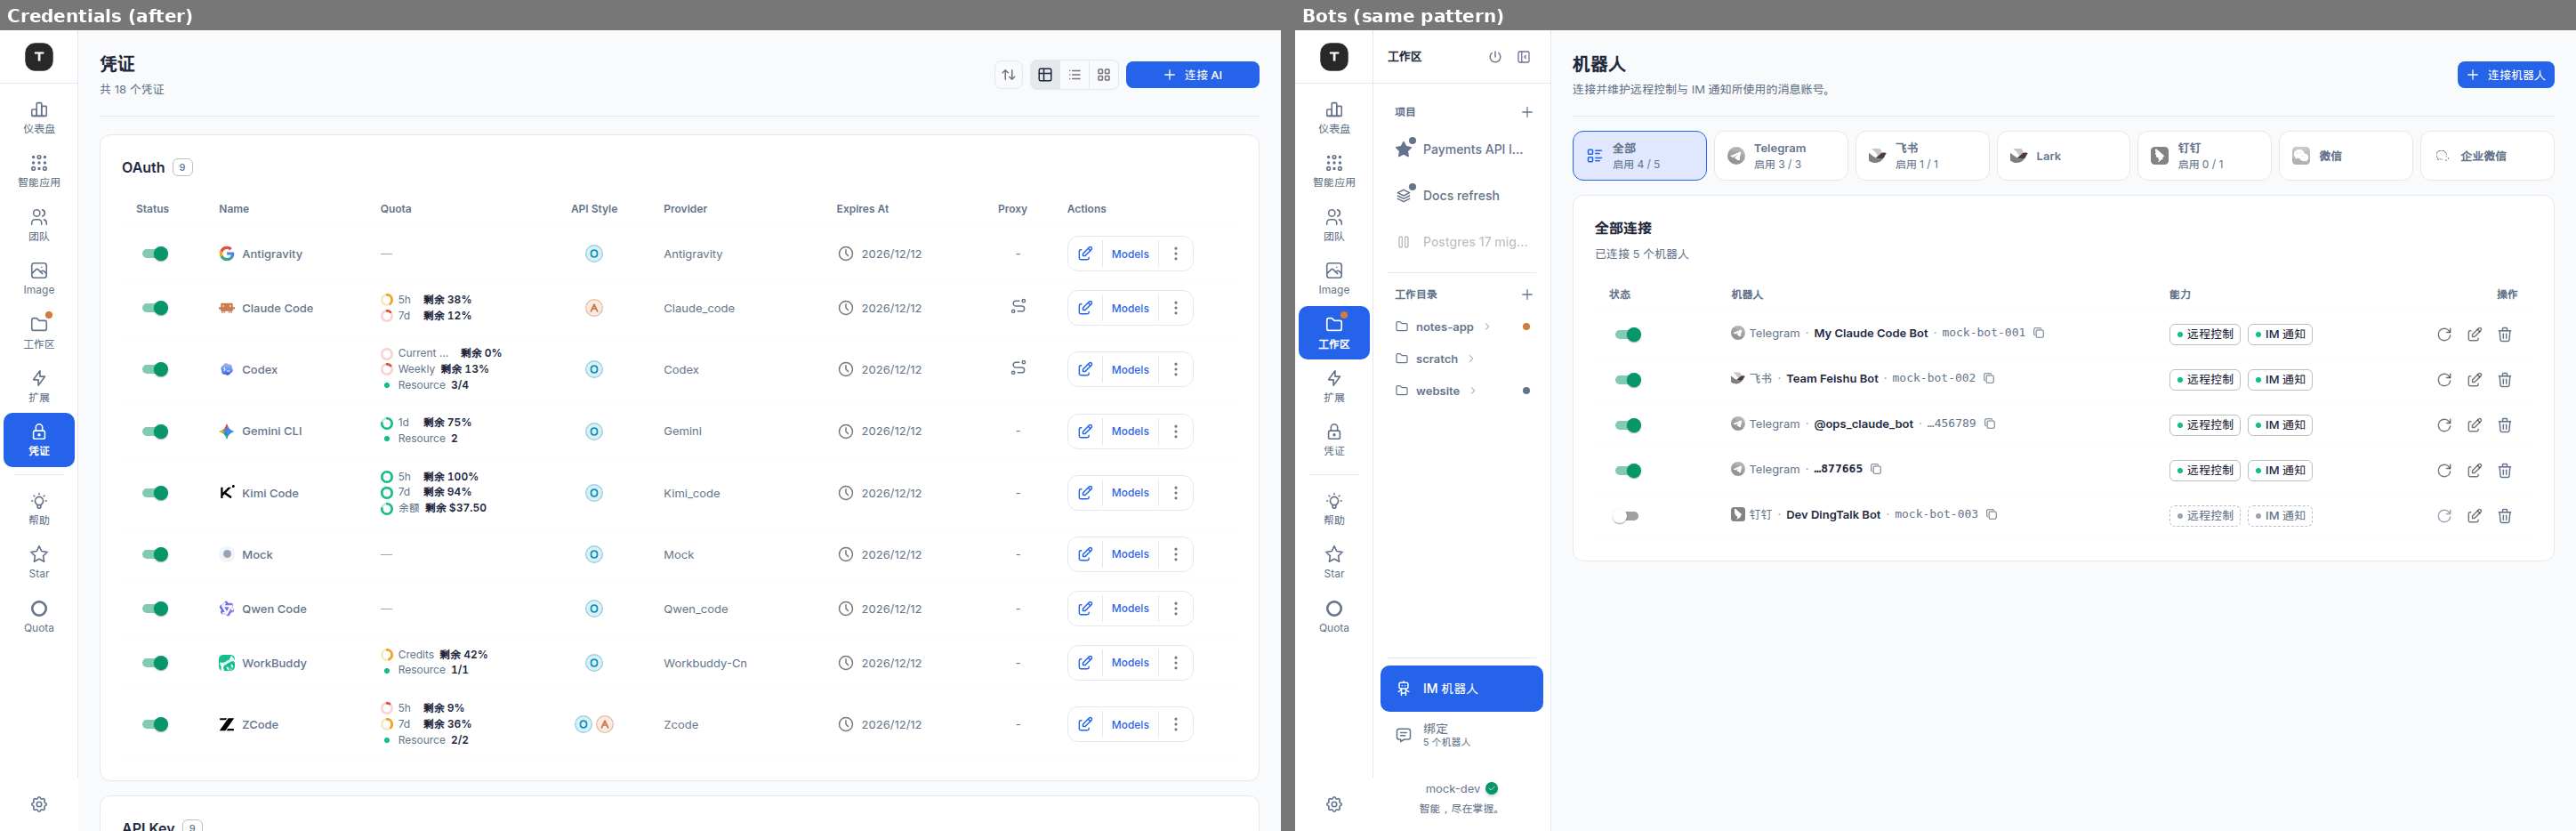 Credentials (after)
T
仪表盘
智能应用
团队
Image
工作区
扩展
凭证
帮助
Star
Quota
凭证
共 18 个凭证
连接 AI
OAuth 9
Status Name Quota API Style Provider Expires At Proxy Actions
Antigravity — O Antigravity 2026/12/12 - Models
Claude Code 5h 剩余 38% A Claude_code 2026/12/12 Models
7d 剩余 12%
Current ... 剩余 0%
Codex Weekly 剩余 13% O Codex 2026/12/12 Models
Resource 3/4
Gemini CLI 1d 剩余 75% O Gemini 2026/12/12 - Models
Resource 2
5h 剩余 100%
Kimi Code 7d 剩余 94% O Kimi_code 2026/12/12 - Models
余额 剩余 $37.50
Mock — O Mock 2026/12/12 - Models
Qwen Code — O Qwen_code 2026/12/12 - Models
WorkBuddy Credits 剩余 42% O Workbuddy-Cn 2026/12/12 - Models
Resource 1/1
5h 剩余 9%
ZCode 7d 剩余 36% O A Zcode 2026/12/12 - Models
Resource 2/2
API Key 9
Bots (same pattern)
T
仪表盘
智能应用
团队
Image
工作区
扩展
凭证
帮助
Star
Quota
工作区
项目
Payments API l...
Docs refresh
Postgres 17 mig...
工作目录
notes-app
scratch
website
IM 机器人
绑定
5 个机器人
mock-dev
智能，尽在掌握。
机器人
连接并维护远程控制与 IM 通知所使用的消息账号。
连接机器人
全部
启用 4 / 5
Telegram
启用 3 / 3
飞书
启用 1 / 1
Lark
钉钉
启用 0 / 1
微信
企业微信
全部连接
已连接 5 个机器人
状态 机器人 能力 操作
Telegram · My Claude Code Bot · mock-bot-001 远程控制 IM 通知
飞书 · Team Feishu Bot · mock-bot-002 远程控制 IM 通知
Telegram · @ops_claude_bot · …456789 远程控制 IM 通知
Telegram · …877665 远程控制 IM 通知
钉钉 · Dev DingTalk Bot · mock-bot-003 远程控制 IM 通知